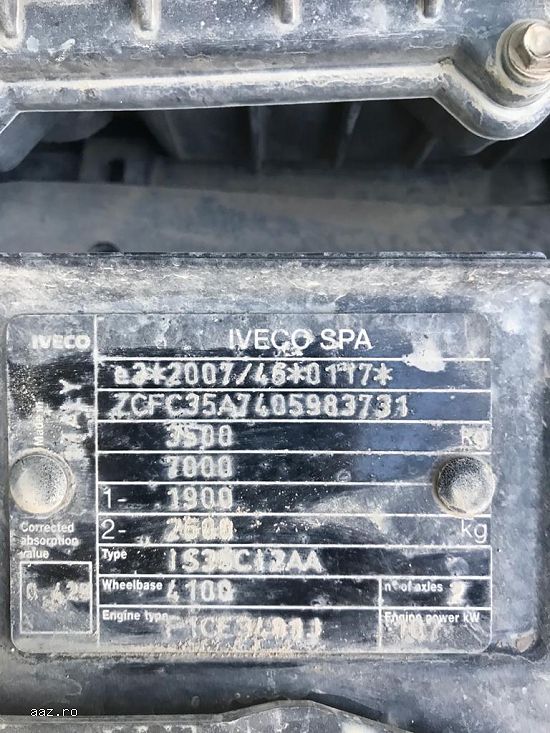 IVECO
IVECO SPA
e3*2007/46*0117*
ZCFC35A7405983731
3500 kg
7000
1- 1900
2- 2600 kg
Corrected absorption value
Type IS35C13AA
Wheelbase 4100 n° of axles 2
Engine type
Engine power kW
aaz.ro